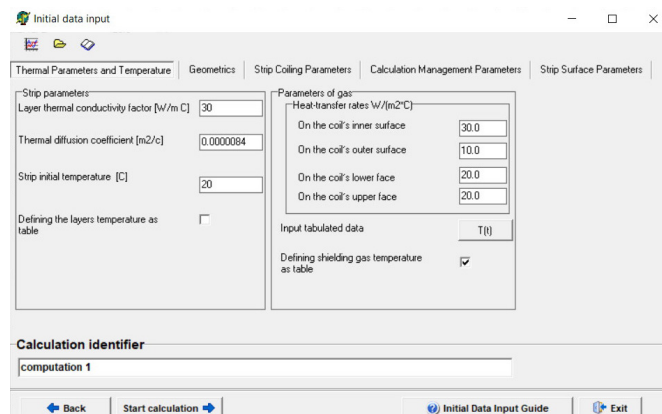 Initial data input
Thermal Parameters and Temperature
Geometrics
Strip Coiling Parameters
Calculation Management Parameters
Strip Surface Parameters
Strip parameters
Layer thermal conductivity factor [W/m C] 30
Thermal diffusion coefficient [m2/c] 0.0000084
Strip initial temperature [C] 20
Defining the layers temperature as
table
Parameters of gas
Heat-transfer rates W/(m2*C)
On the coil's inner surface 30.0
On the coil's outer surface 10.0
On the coil's lower face 20.0
On the coil's upper face 20.0
Input tabulated data T(t)
Defining shielding gas temperature
as table
Calculation identifier
computation 1
Back
Start calculation
Initial Data Input Guide
Exit